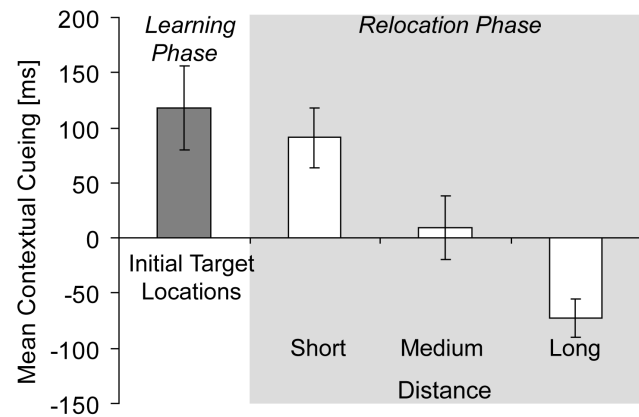 Learning
Phase
Relocation Phase
Mean Contextual Cueing [ms]
200
150
100
50
0
-50
-100
-150
Initial Target
Locations
Short Medium Long
Distance